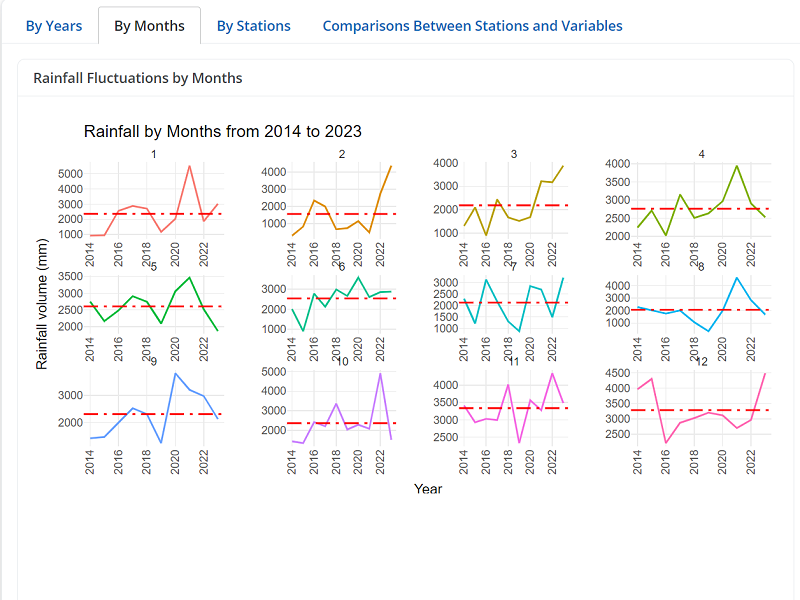 By Years By Months By Stations Comparisons Between Stations and Variables
Rainfall Fluctuations by Months
Rainfall by Months from 2014 to 2023
1 2 3 4
5000 4000 3000 2000 1000
4000 3000 2000 1000
4000 3000 2000 1000
4000 3500 3000 2500 2000
2014 2016 2018 2020 2022 2014 2016 2018 2020 2022 2014 2016 2018 2020 2022 2014 2016 2018 2020 2022
5 6 7 8
3500 3000 2500 2000
3000 2000 1000
3000 2500 2000 1500 1000
4000 3000 2000 1000
2014 2016 2018 2020 2022 2014 2016 2018 2020 2022 2014 2016 2018 2020 2022 2014 2016 2018 2020 2022
9 10 11 12
3000 2000
5000 4000 3000 2000
4000 3500 3000 2500
4500 4000 3500 3000 2500
2014 2016 2018 2020 2022 2014 2016 2018 2020 2022 2014 2016 2018 2020 2022 2014 2016 2018 2020 2022
Rainfall volume (mm)
Year